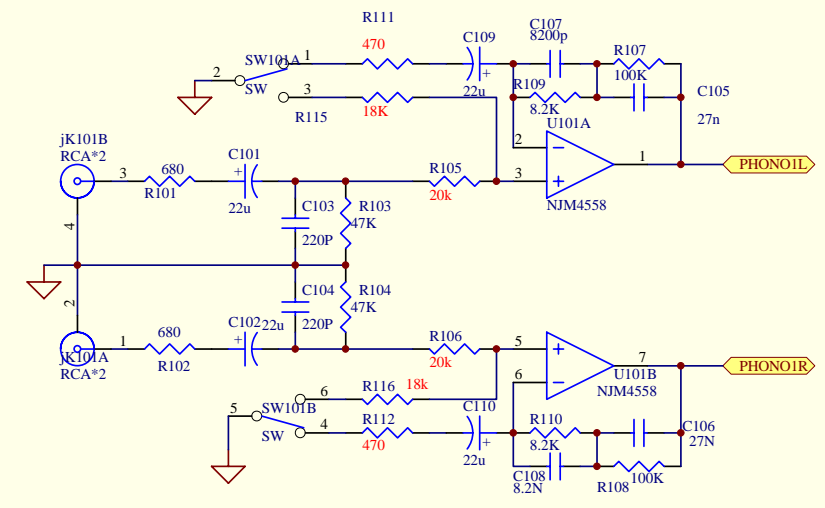 R111
470
C107
8200p
C109
R107
100K
SW101A
1
2
SW
3
22u
R109
8.2K
C105
27n
18K
R115
U101A
2
1
PHONO1L
jK101B
RCA*2
3
680
R101
C101
+
22u
R105
20k
3
NJM4558
C103
220P
R103
47K
4
2
C104
220P
R104
47K
jK101A
RCA*2
1
680
R102
C102
22u
+
R106
20k
5
6
7
U101B
NJM4558
PHONO1R
6
R116
18k
5
SW101B
SW
4
R112
470
C110
+
22u
R110
8.2K
C106
27N
C108
8.2N
R108
100K
+